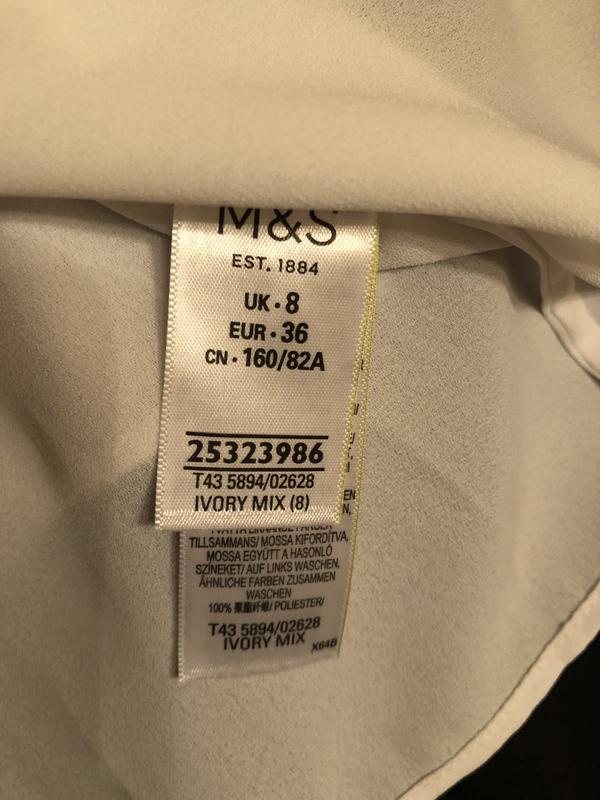 M&S
EST. 1884
UK • 8
EUR • 36
CN • 160/82A
25323986
T43 5894/02628
IVORY MIX (8)
EN
N,
TILLSAMMANS/ MOSSA KIFORDÍTVA,
MOSSA EGYÜTT A HASONLÓ
SZÍNEKET/ AUF LINKS WASCHEN,
ÄHNLICHE FARBEN ZUSAMMEN
WASCHEN
100% 聚酯纤维/ POLIESTER/
T43 5894/02628
IVORY MIX X64B